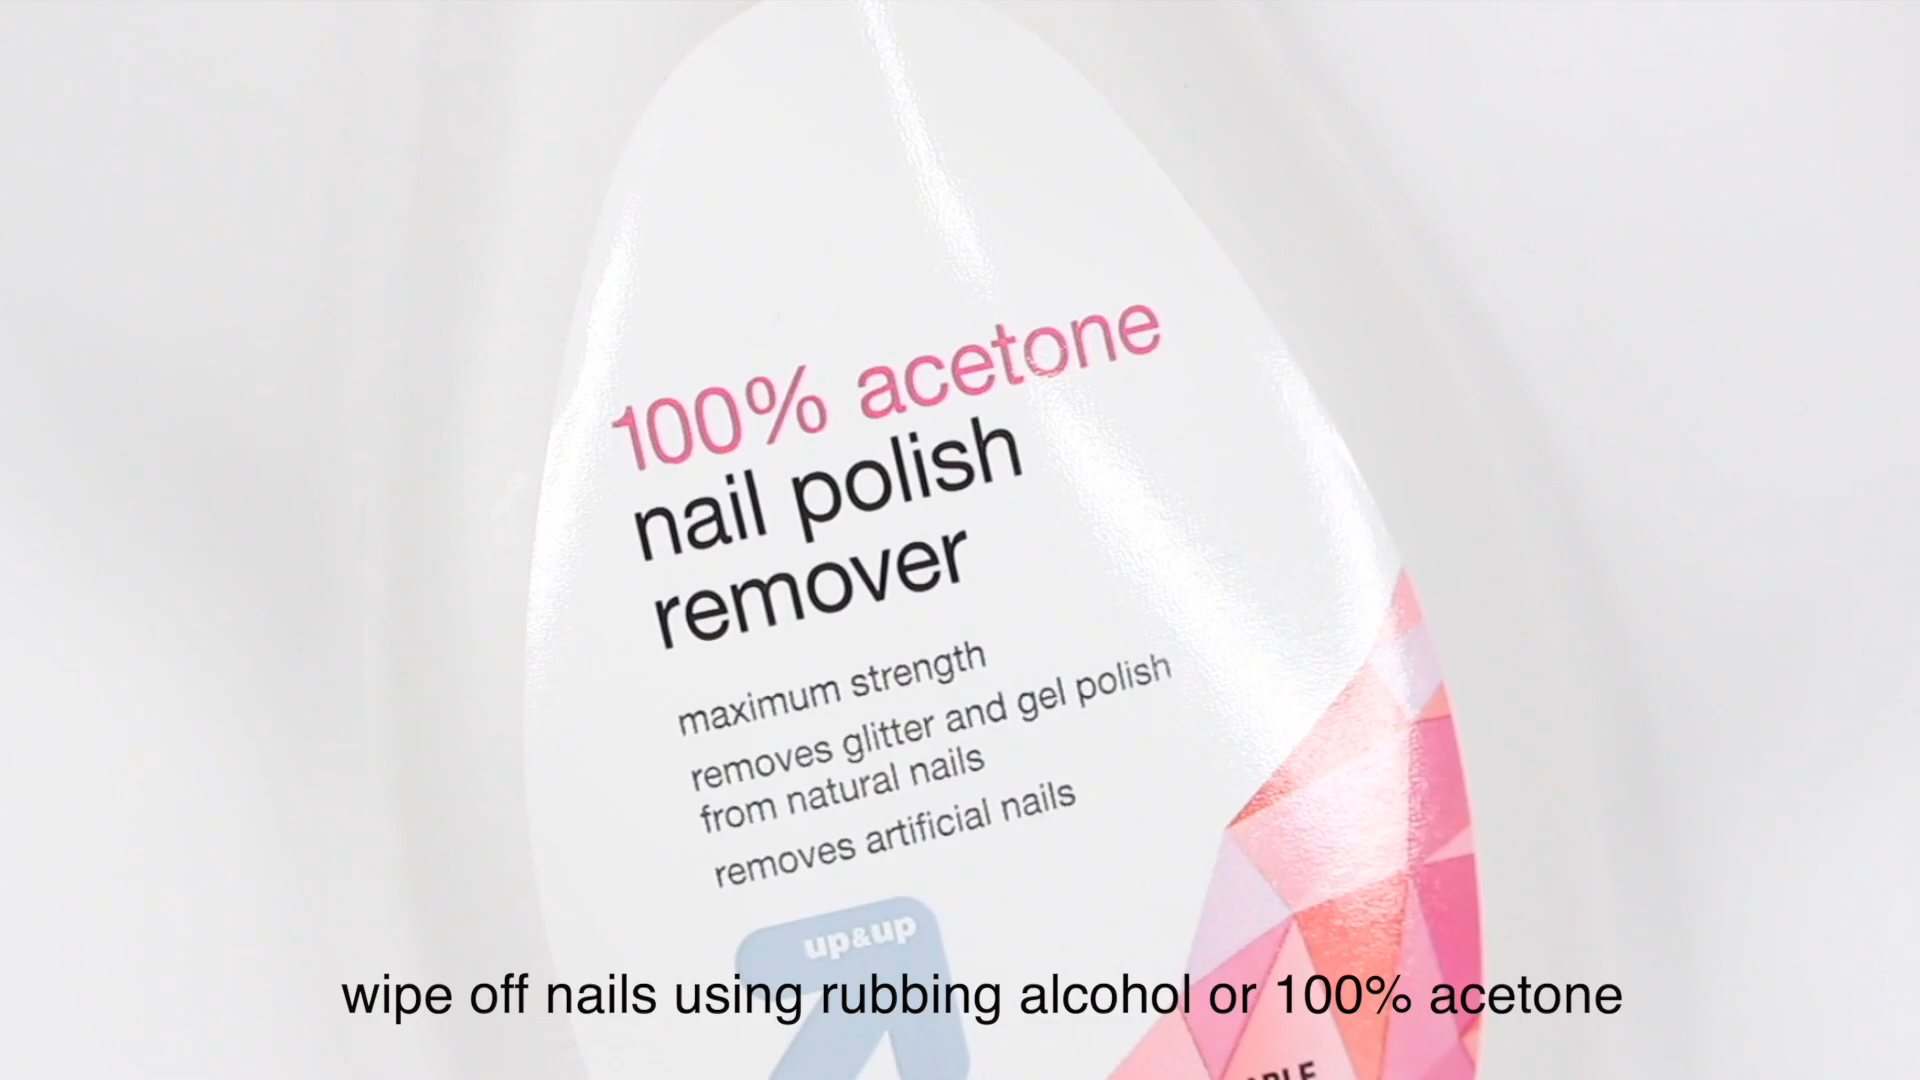 100% acetone
nail polish
remover
maximum strength
removes glitter and gel polish
from natural nails
removes artificial nails
up&up
wipe off nails using rubbing alcohol or 100% acetone